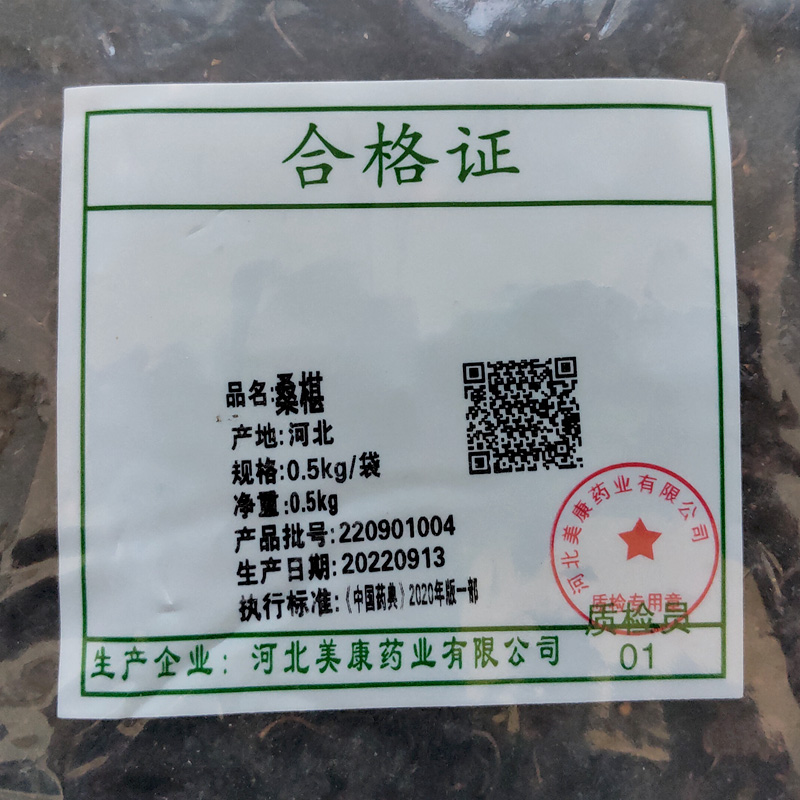 合格证
品名:桑椹
产地:河北
规格:0.5kg/袋
净重:0.5kg
产品批号:220901004
生产日期:20220913
执行标准:《中国药典》2020年版一部
河北美康药业有限公司
质检专用章
质检员
01
生产企业：河北美康药业有限公司